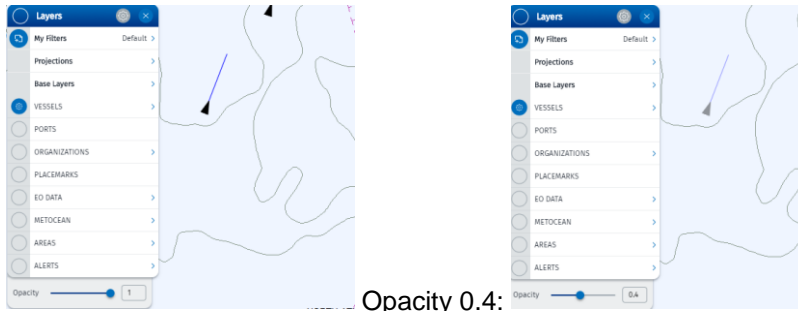 Layers
My Filters Default >
Projections >
Base Layers >
VESSELS >
PORTS
ORGANIZATIONS >
PLACEMARKS
EO DATA >
METOCEAN >
AREAS >
ALERTS >
Opacity 1
Opacity 0.4:
Layers
My Filters Default >
Projections
Base Layers
VESSELS >
PORTS
ORGANIZATIONS >
PLACEMARKS
EO DATA >
METOCEAN >
AREAS >
ALERTS >
Opacity 0.4